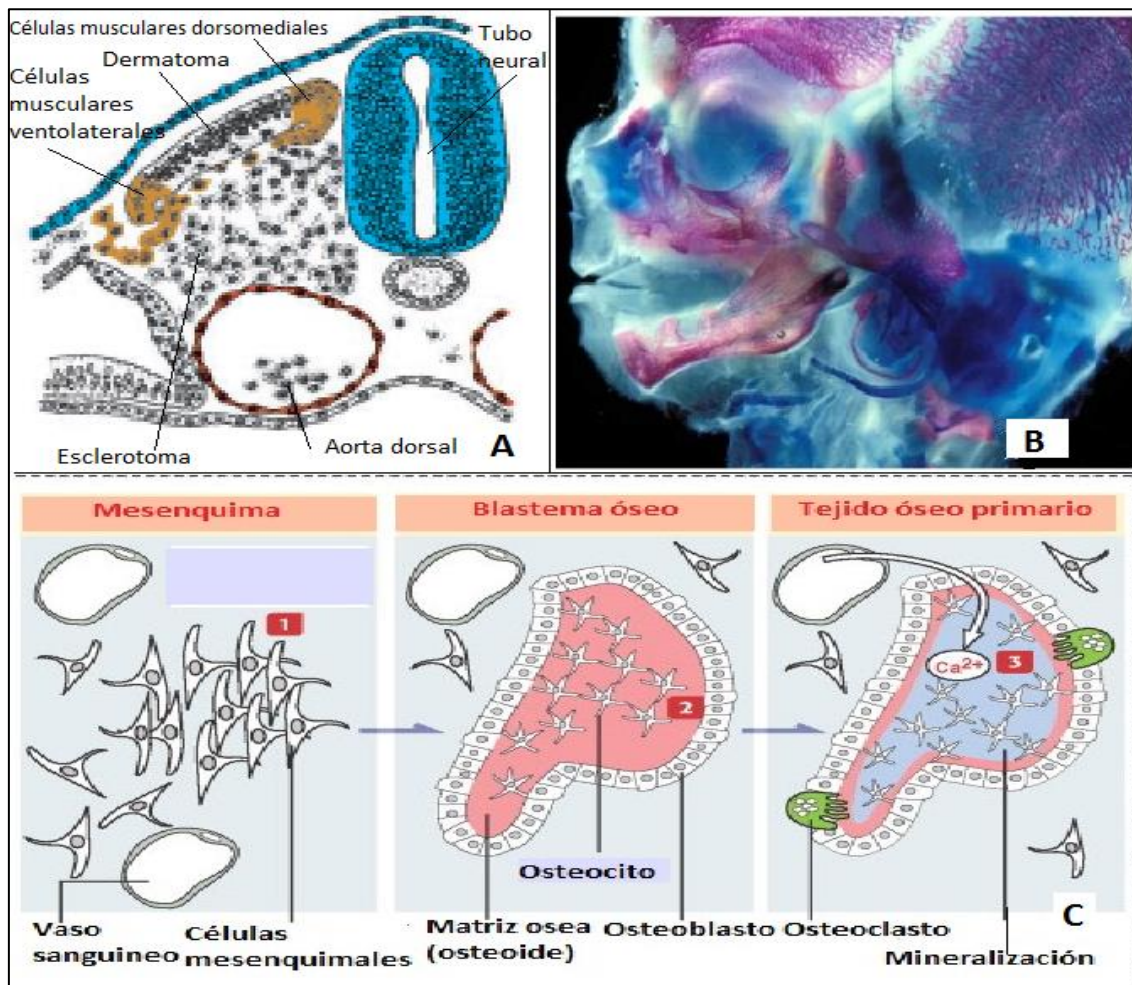 Células musculares dorsomediales
Dermatoma
Células
musculares
ventolaterales
Tubo
neural
Esclerotoma
Aorta dorsal
A
B
Mesenquima
1
Vaso
sanguineo
Células
mesenquimales
Blastema óseo
2
Osteocito
Matriz osea
(osteoide)
Osteoblasto
Tejido óseo primario
Ca2+
3
Osteoclasto
Mineralización
C